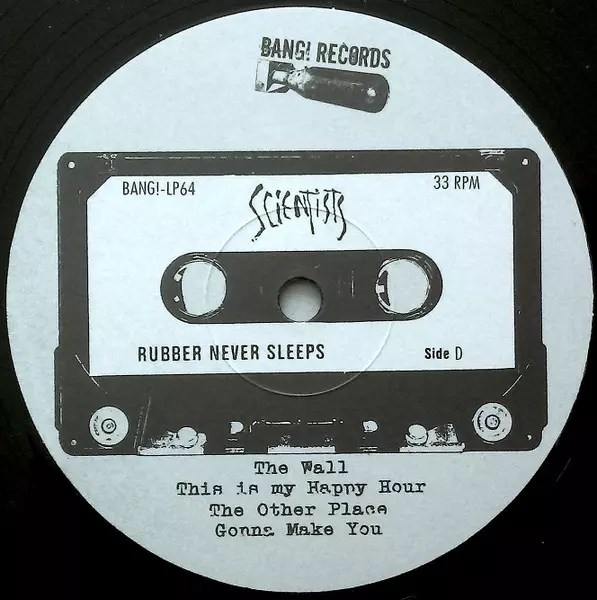 BANG! RECORDS
BANG!-LP64
SCIENTISTS
33 RPM
RUBBER NEVER SLEEPS
Side D
The Wall
This is my Happy Hour
The Other Place
Gonna Make You